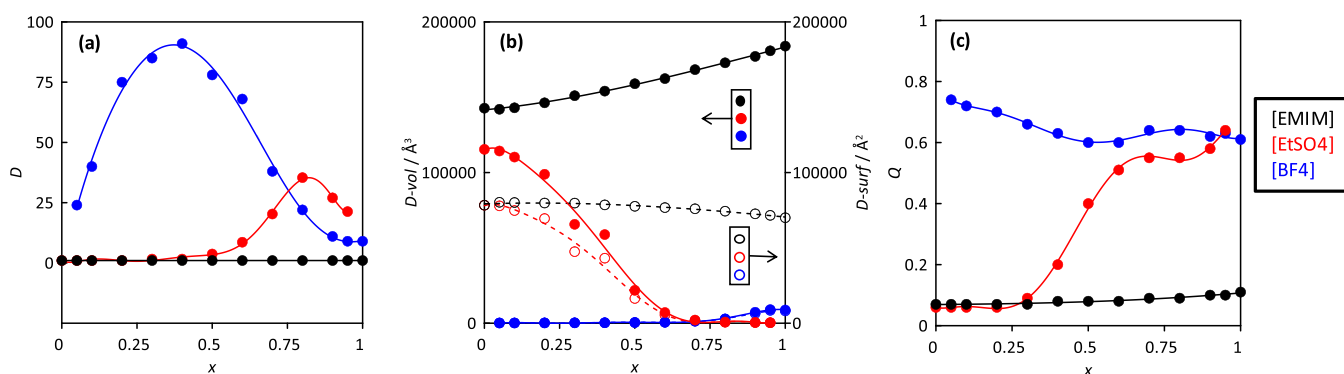 (a)
100
75
50
25
0
D
0
0.25
0.5
0.75
1
x
(b)
200000
100000
0
D-vol / Å³
200000
100000
0
D-surf / Å²
0
0.25
0.5
0.75
1
x
(c)
1
0.8
0.6
0.4
0.2
0
Q
0
0.25
0.5
0.75
1
x
[EMIM]
[EtSO4]
[BF4]